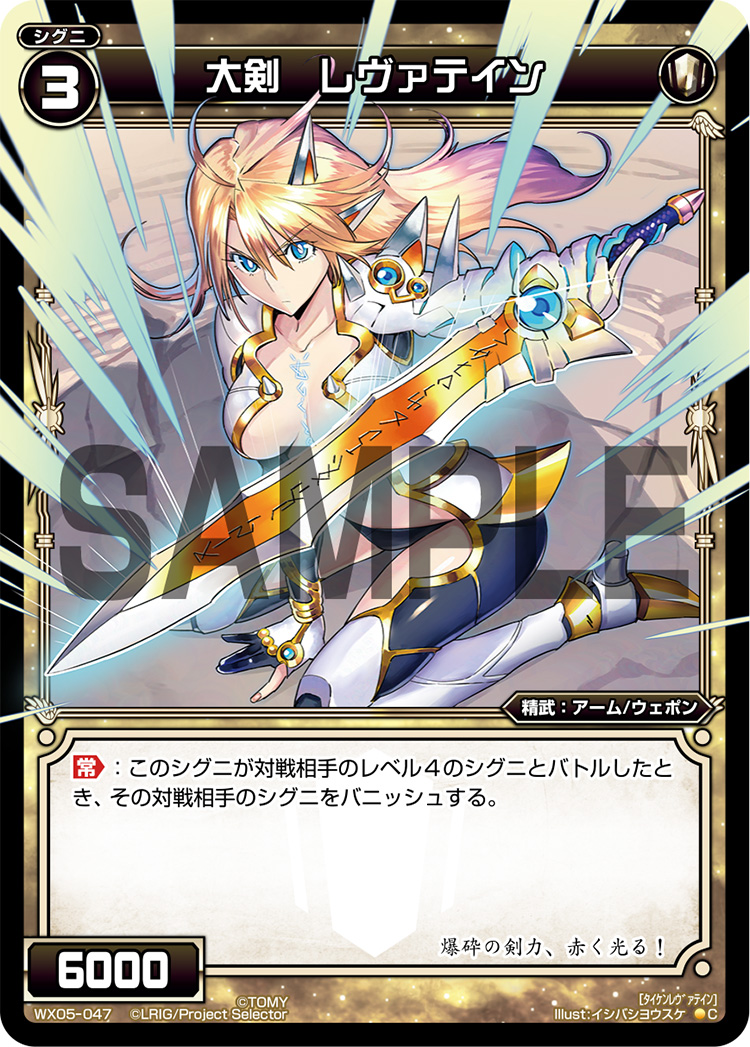 シグニ
3
大剣　レヴァテイン
SAMPLE
精武：アーム/ウェポン
常：このシグニが対戦相手のレベル４のシグニとバトルしたと
き、その対戦相手のシグニをバニッシュする。
爆砕の剣力、赤く光る！
6000
©TOMY
[タイケンレヴァテイン]
WX05-047 ©LRIG/Project Selector
Illust:イシバシヨウスケ C